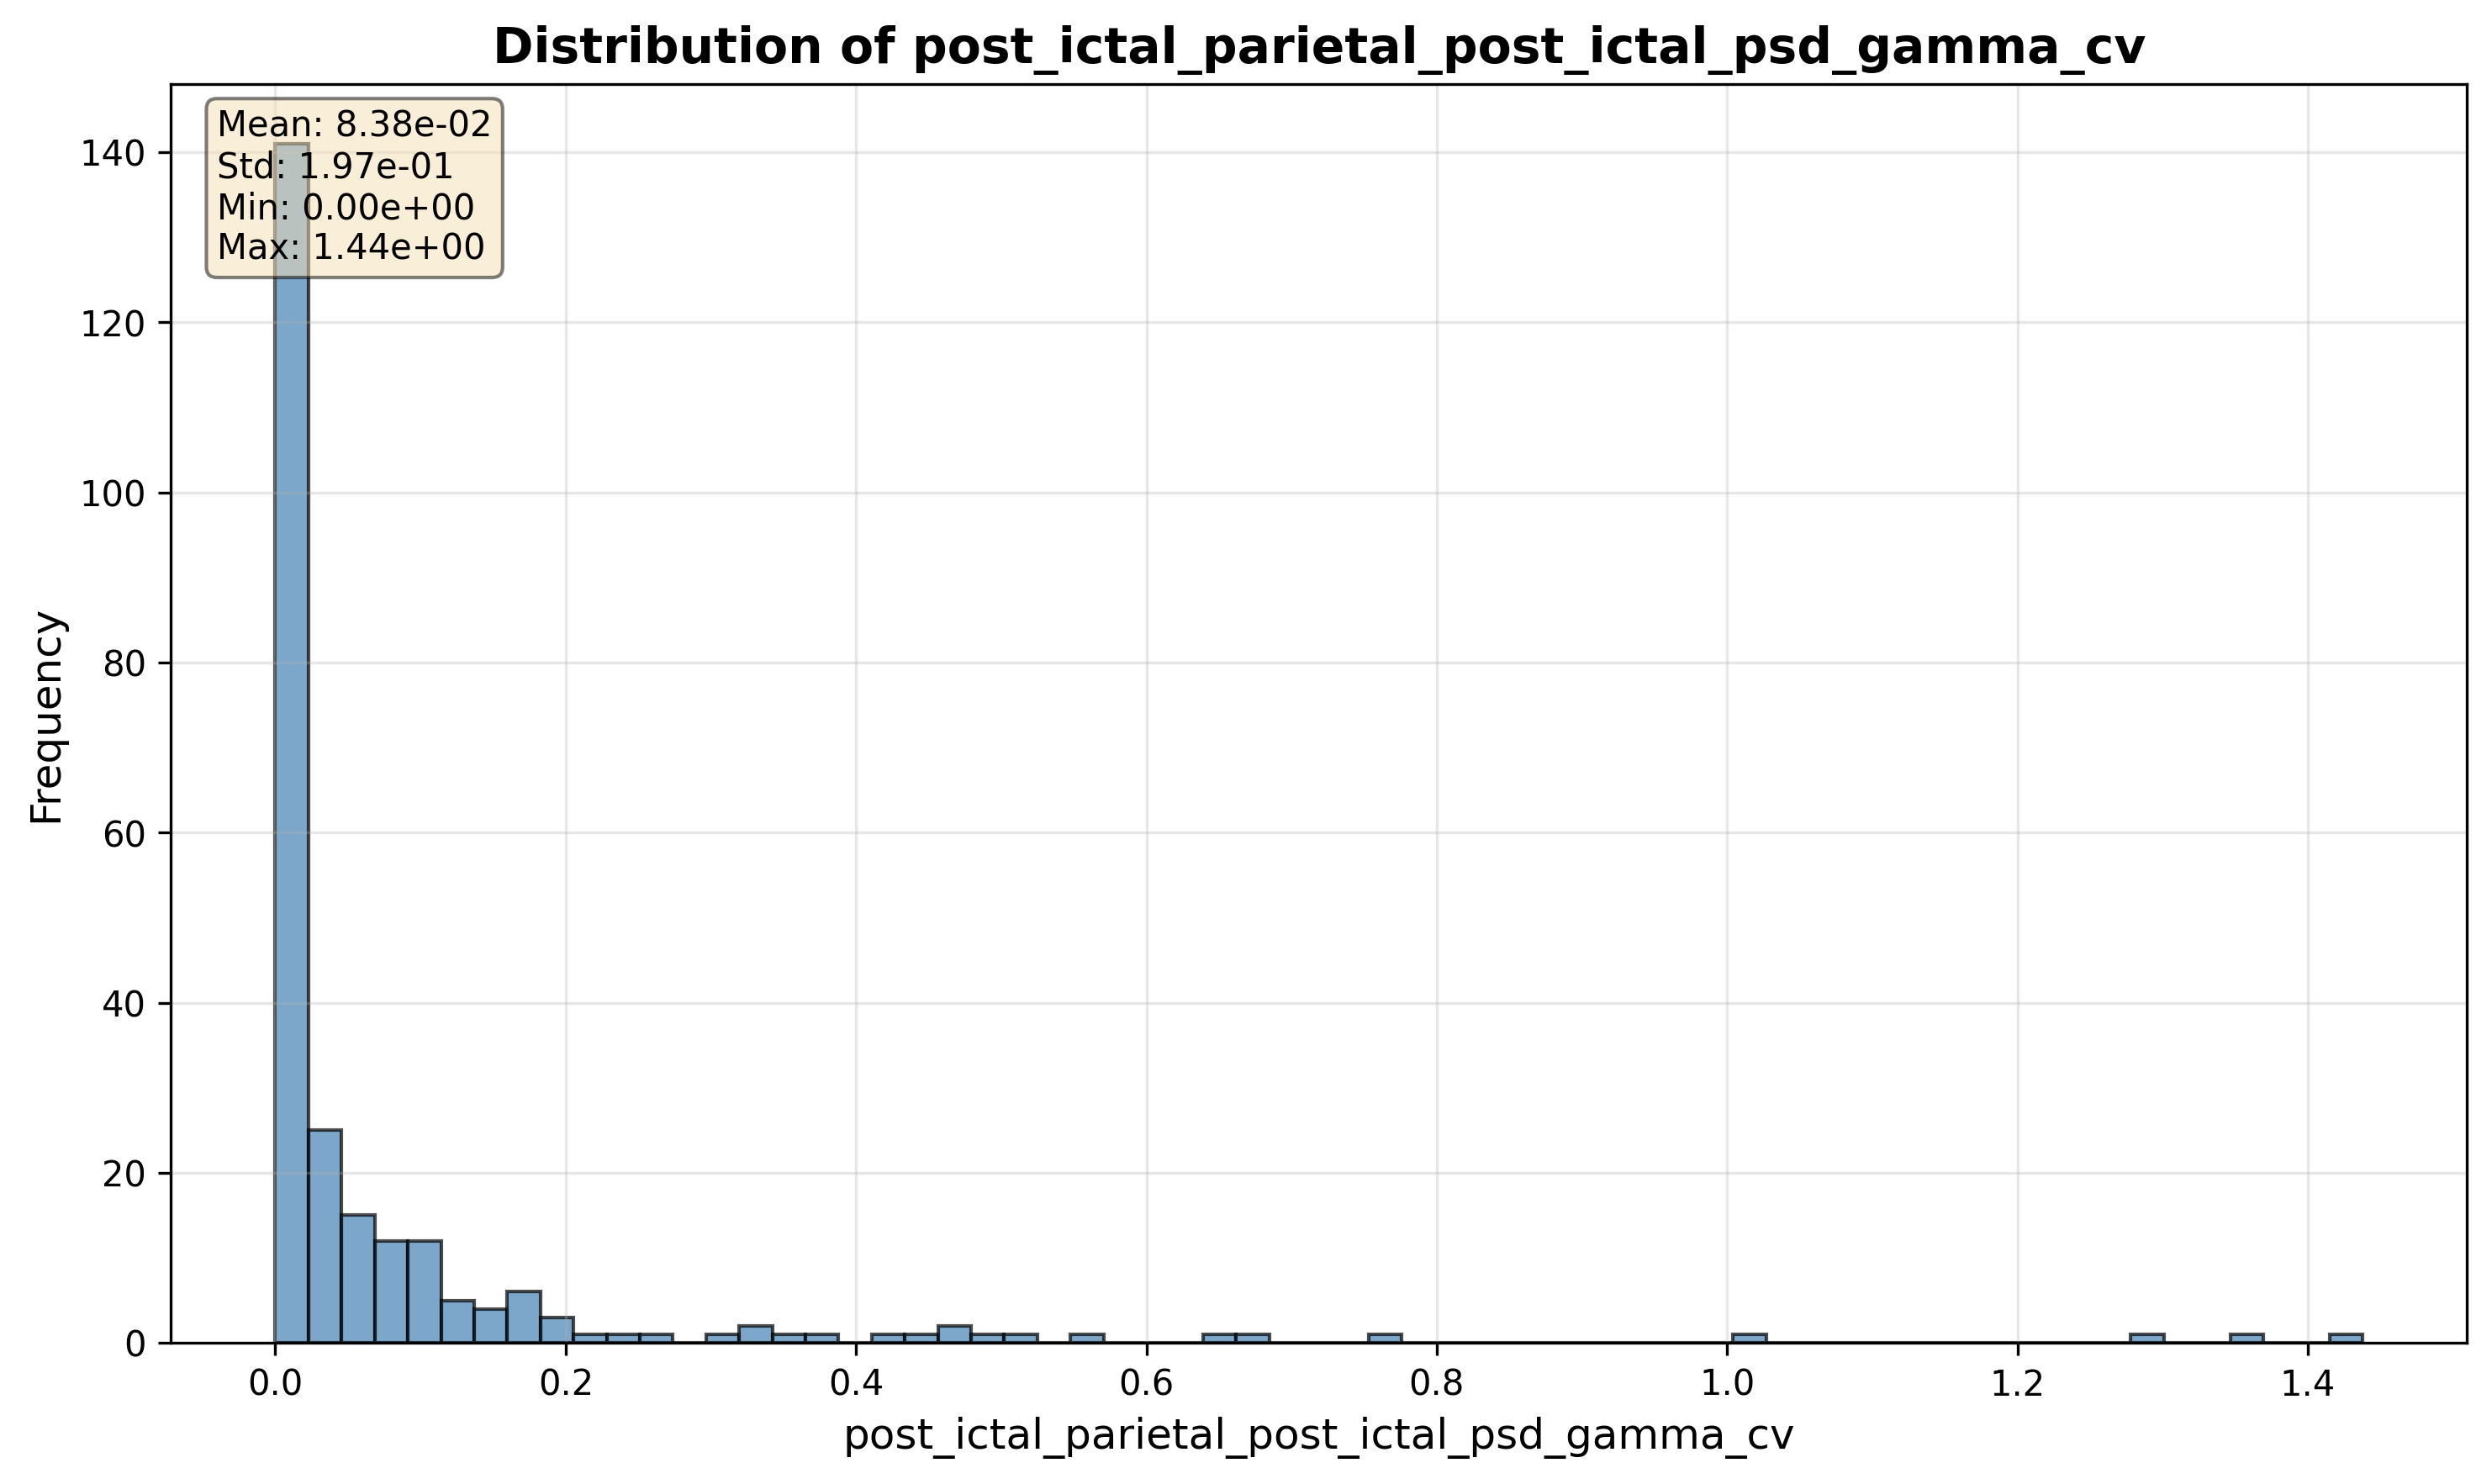 Distribution of post_ictal_parietal_post_ictal_psd_gamma_cv
Mean: 8.38e-02
Std: 1.97e-01
Min: 0.00e+00
Max: 1.44e+00
140
120
100
80
60
40
20
0
Frequency
0.0 0.2 0.4 0.6 0.8 1.0 1.2 1.4
post_ictal_parietal_post_ictal_psd_gamma_cv